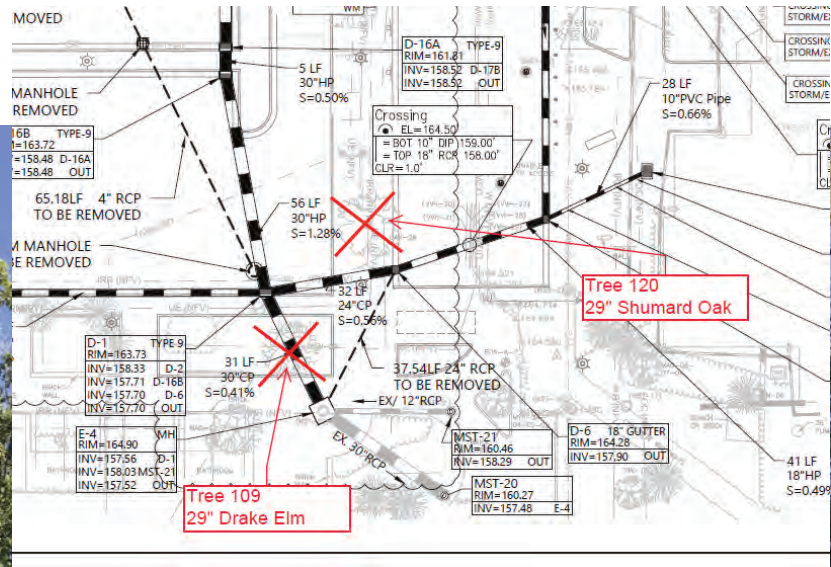 MOVED
WM
MANHOLE
REMOVED
D-16A TYPE-9
RIM=161.81
INV=158.52 D-17B
INV=158.52 OUT
5 LF
30"HP
S=0.50%
28 LF
10"PVC Pipe
S=0.66%
CROSSING
STORM/E
CROSSING
STORM/E
CROSSING
STORM/E
16B TYPE-9
=163.72
=158.48 D-16A
=158.48 OUT
Crossing
EL=164.50'
= BOT 10" DIP 159.00'
= TOP 18" RCP 158.00'
CLR=1.0'
65.18LF 4" RCP
TO BE REMOVED
56 LF
30"HP
S=1.28%
M MANHOLE
BE REMOVED
Tree 120
29" Shumard Oak
32 LF
24"CP
S=0.56%
D-1 TYPE 9
RIM=163.73
INV=158.33 D-2
INV=157.71 D-16B
INV=157.70 D-6
INV=157.70 OUT
31 LF
30"CP
S=0.41%
37.54LF 24" RCP
TO BE REMOVED
EX/ 12"RCP
E-4 MH
RIM=164.90
INV=157.56 D-1
INV=158.03 MST-21
INV=157.52 OUT
EX. 30"RCP
MST-21
RIM=160.46
INV=158.29 OUT
D-6 18" GUTTER
RIM=164.28
INV=157.90 OUT
41 LF
18"HP
S=0.49%
MST-20
RIM=160.27
INV=157.48 E-4
Tree 109
29" Drake Elm